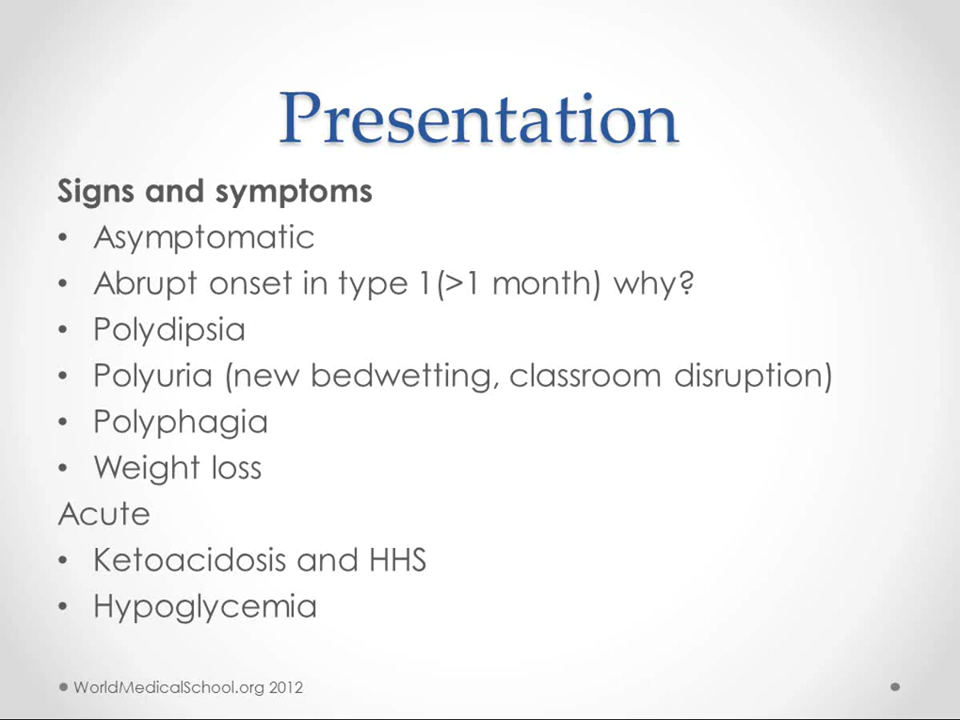 Presentation
Signs and symptoms
• Asymptomatic
• Abrupt onset in type 1(>1 month) why?
• Polydipsia
• Polyuria (new bedwetting, classroom disruption)
• Polyphagia
• Weight loss
Acute
• Ketoacidosis and HHS
• Hypoglycemia
WorldMedicalSchool.org 2012